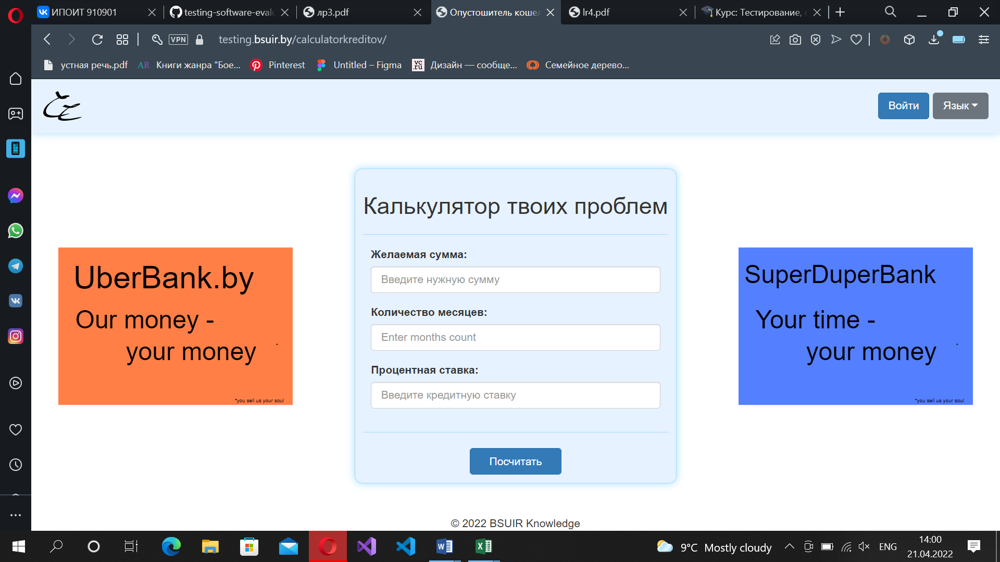 ИПОИТ 910901
testing-software-evalu
лр3.pdf
Опустошитель коше
lr4.pdf
Курс: Тестирование, о
VPN
testing.bsuir.by/calculatorkreditov/
устная речь.pdf
AR Книги жанра "Бое...
Pinterest
Untitled – Figma
vc.ru Дизайн — сообще...
Семейное дерево...
Войти
Язык
Калькулятор твоих проблем
Желаемая сумма:
Введите нужную сумму
Количество месяцев:
Enter months count
Процентная ставка:
Введите кредитную ставку
Посчитать
UberBank.by
Our money -
your money
*you sell us your soul
SuperDuperBank
Your time -
your money
*you sell us your soul
© 2022 BSUIR Knowledge
9°C Mostly cloudy
ENG
14:00
21.04.2022